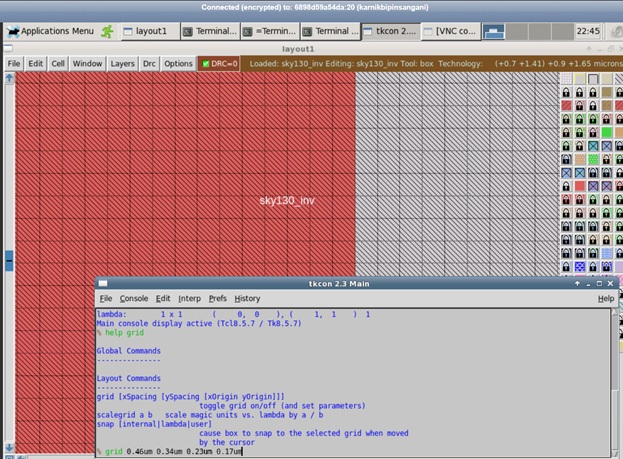 Connected (encrypted) to: 6898d59a54da:20 (karnikbipinsangani)
Applications Menu layout1 Terminal... =Termin... Terminal ... tkcon 2.... [VNC co... 22:45
layout1
File Edit Cell Window Layers Drc Options DRC=0 Loaded: sky130_inv Editing: sky130_inv Tool: box Technology: (+0.7 +1.41) +0.9 +1.65 microns
sky130_inv
tkcon 2.3 Main
File Console Edit Interp Prefs History Help
lambda: 1 x 1 ( 0, 0 ), ( 1, 1 ) 1
Main console display active (Tcl8.5.7 / Tk8.5.7)
% help grid
Global Commands
---------------
Layout Commands
---------------
grid [xSpacing [ySpacing [xOrigin yOrigin]]]
toggle grid on/off (and set parameters)
scalegrid a b scale magic units vs. lambda by a / b
snap [internal|lambda|user]
cause box to snap to the selected grid when moved
by the cursor
% grid 0.46um 0.34um 0.23um 0.17um